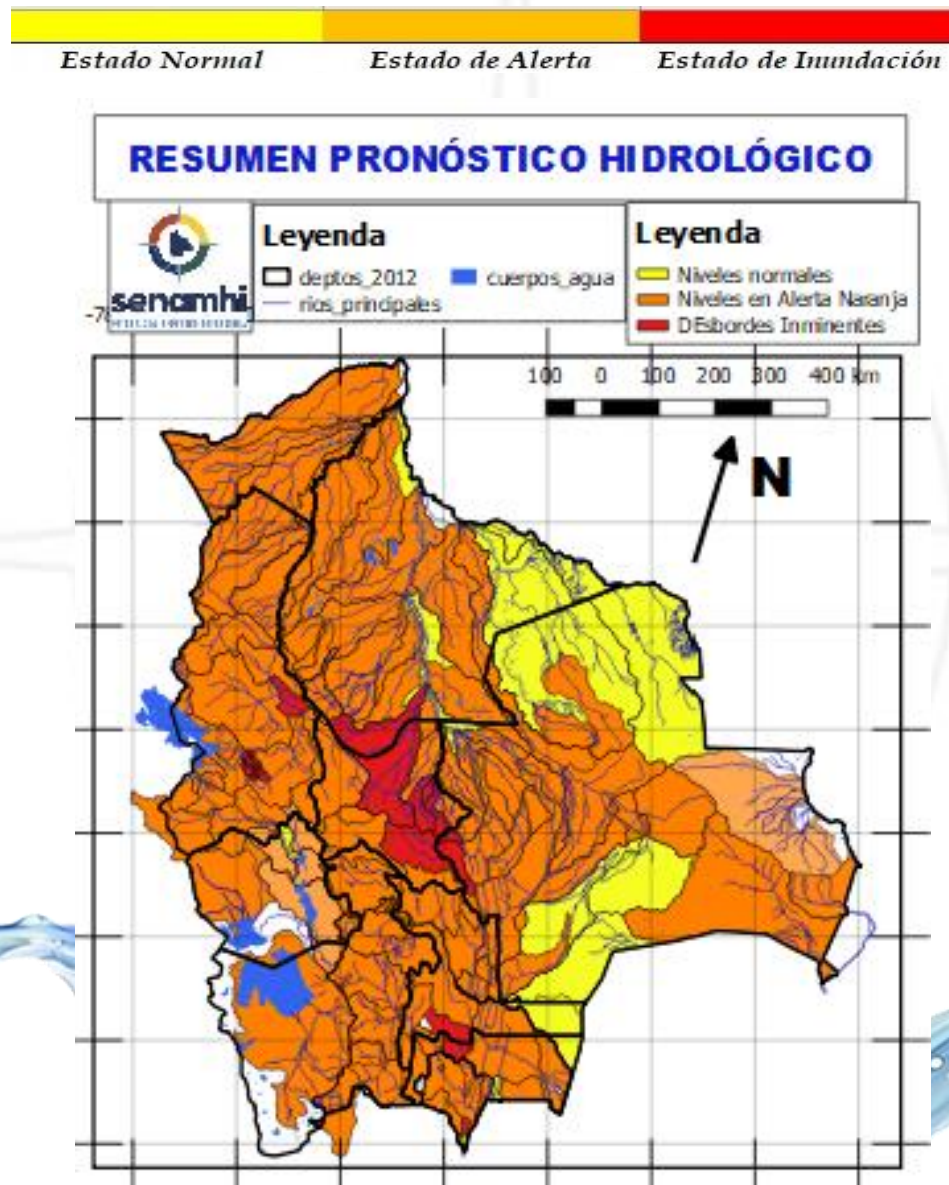 Estado Normal Estado de Alerta Estado de Inundación
RESUMEN PRONÓSTICO HIDROLÓGICO
senamhi
Leyenda
deptos_2012 cuerpos_agua
rios_principales
Leyenda
Niveles normales
Niveles en Alerta Naranja
DEsbordes Inminentes
100 0 100 200 300 400 km
N